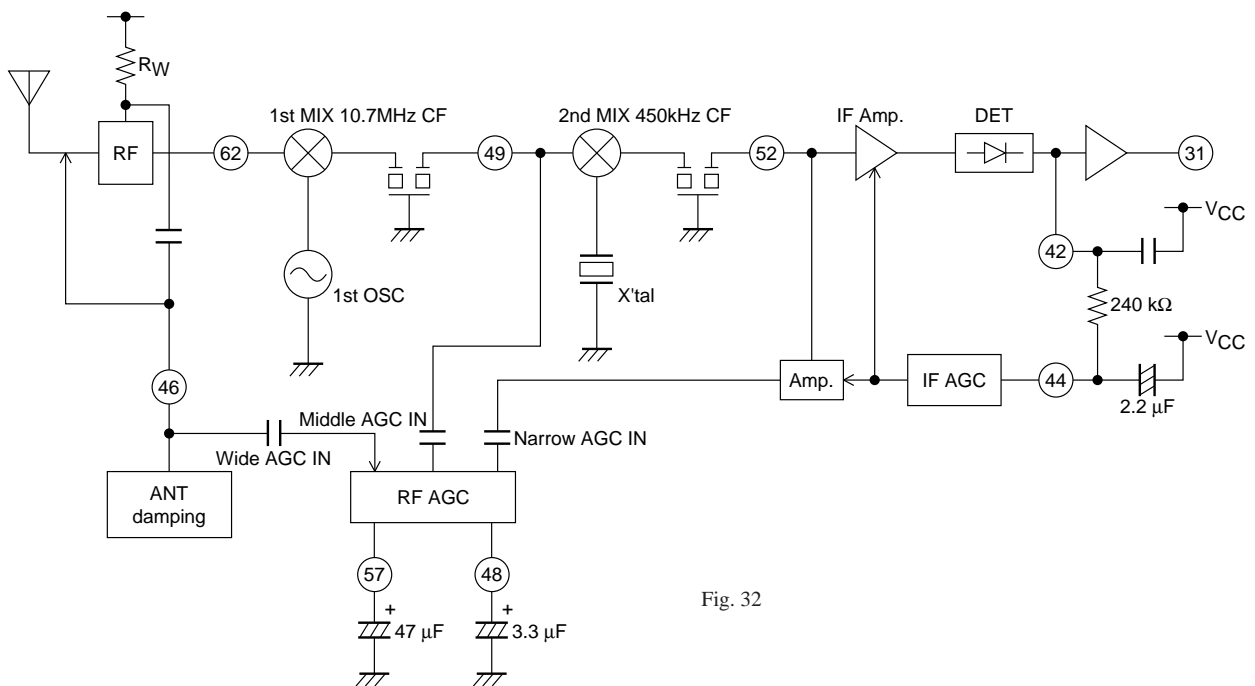 RW
RF
62
1st MIX 10.7MHz CF
1st OSC
49
2nd MIX 450kHz CF
X'tal
52
IF Amp.
DET
31
42
VCC
240 kΩ
VCC
44
2.2 µF
IF AGC
Amp.
46
Middle AGC IN
Narrow AGC IN
Wide AGC IN
ANT
damping
RF AGC
57
48
+
47 µF
+
3.3 µF
Fig. 32